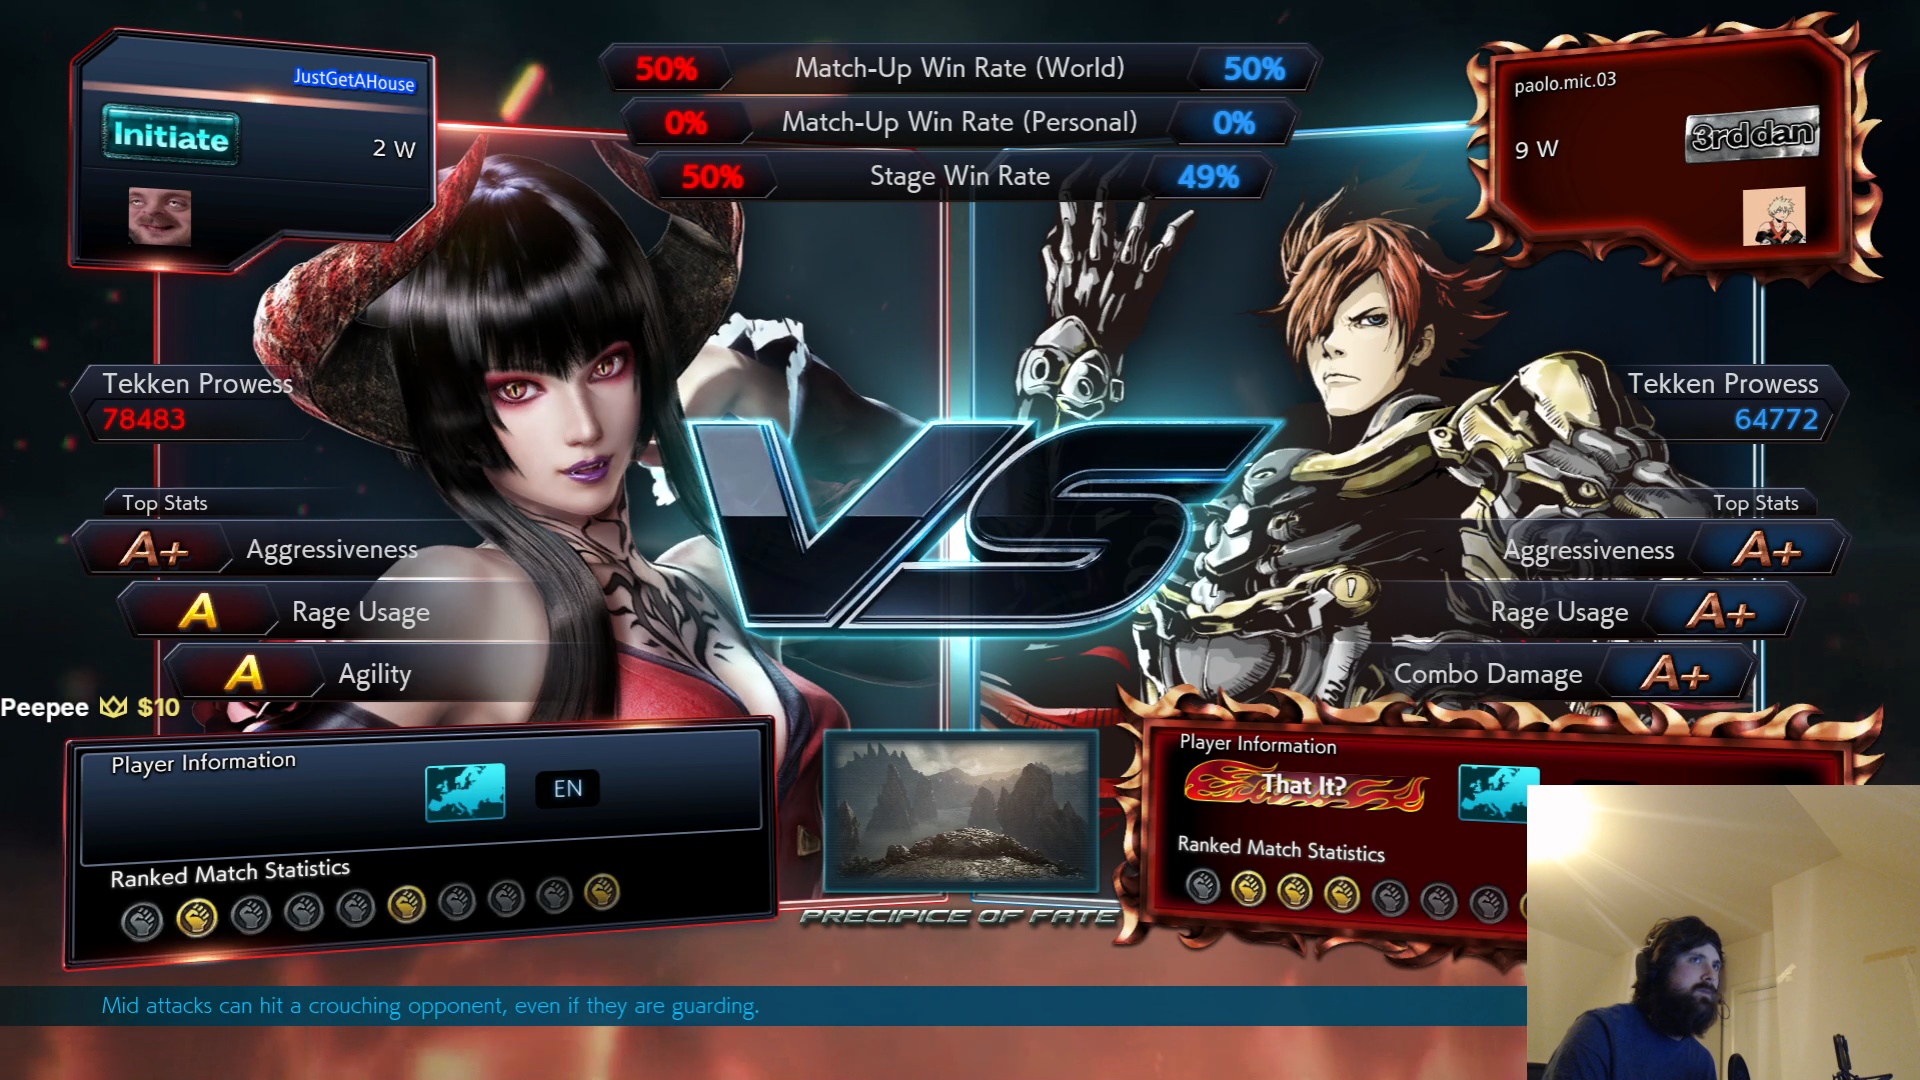 JustGetAHouse
Initiate
2 W
50% Match-Up Win Rate (World) 50%
0% Match-Up Win Rate (Personal) 0%
50% Stage Win Rate 49%
paolo.mic.03
9 W
3rd dan
Tekken Prowess
78483
Top Stats
A+ Aggressiveness
A Rage Usage
A Agility
VS
Tekken Prowess
64772
Top Stats
Aggressiveness A+
Rage Usage A+
Combo Damage A+
Peepee $10
Player Information
EN
Ranked Match Statistics
PRECIPICE OF FATE
Player Information
That It?
Ranked Match Statistics
Mid attacks can hit a crouching opponent, even if they are guarding.